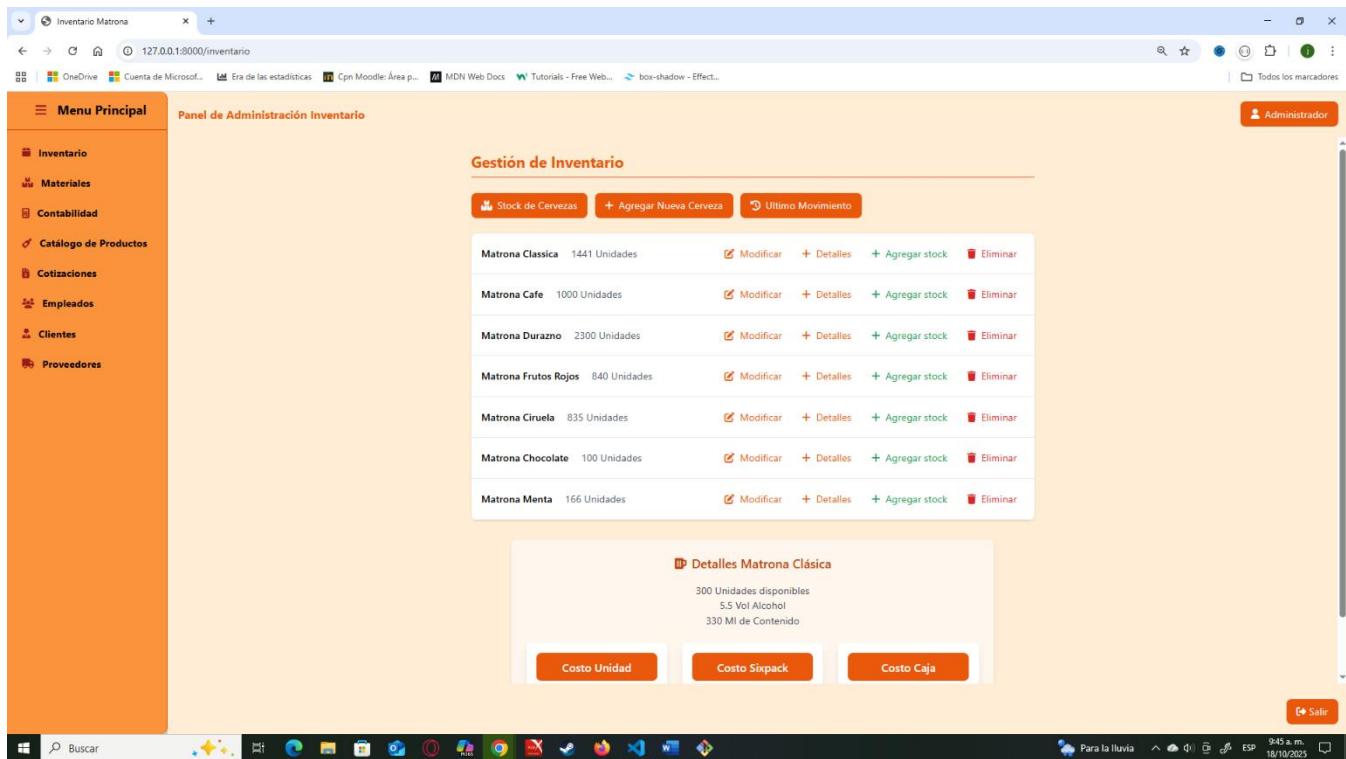 Inventario Matrona
127.0.0.1:8000/inventario
OneDrive
Cuenta de Microsof...
Era de las estadísticas
Cpn Moodle: Área p...
MDN Web Docs
Tutorials - Free Web...
box-shadow - Effect...
Todos los marcadores
Menu Principal
Panel de Administración Inventario
Administrador
Inventario
Materiales
Contabilidad
Catálogo de Productos
Cotizaciones
Empleados
Clientes
Proveedores
Gestión de Inventario
Stock de Cervezas
+ Agregar Nueva Cerveza
Ultimo Movimiento
Matrona Classica 1441 Unidades Modificar + Detalles + Agregar stock Eliminar
Matrona Cafe 1000 Unidades Modificar + Detalles + Agregar stock Eliminar
Matrona Durazno 2300 Unidades Modificar + Detalles + Agregar stock Eliminar
Matrona Frutos Rojos 840 Unidades Modificar + Detalles + Agregar stock Eliminar
Matrona Ciruela 835 Unidades Modificar + Detalles + Agregar stock Eliminar
Matrona Chocolate 100 Unidades Modificar + Detalles + Agregar stock Eliminar
Matrona Menta 166 Unidades Modificar + Detalles + Agregar stock Eliminar
Detalles Matrona Clásica
300 Unidades disponibles
5.5 Vol Alcohol
330 Ml de Contenido
Costo Unidad
Costo Sixpack
Costo Caja
Salir
Buscar
Para la lluvia
ESP
9:45 a. m.
18/10/2025